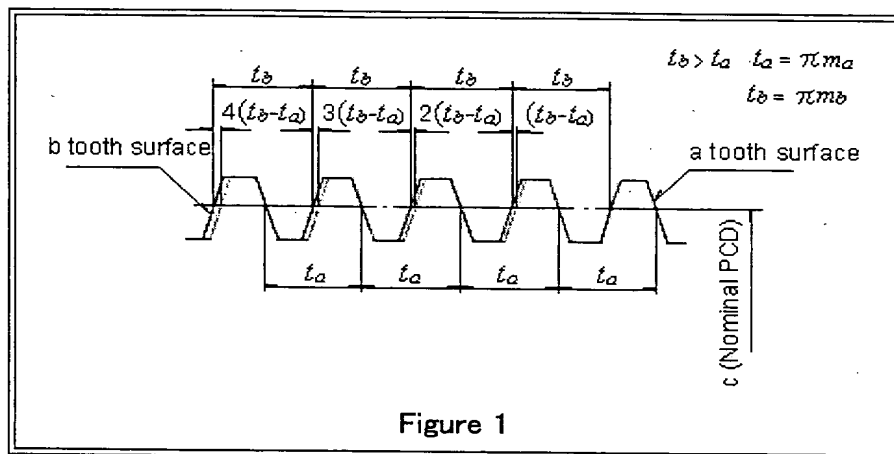 t_b > t_a t_a = πm_a
t_b = πm_b
t_b t_b t_b t_b
4(t_b-t_a) 3(t_b-t_a) 2(t_b-t_a) (t_b-t_a)
b tooth surface
a tooth surface
t_a t_a t_a t_a
c (Nominal PCD)
Figure 1